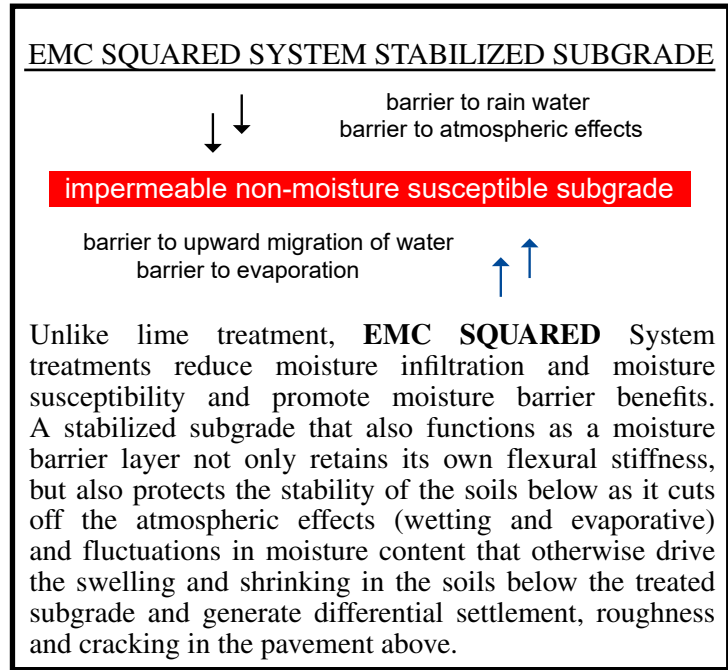 EMC SQUARED SYSTEM STABILIZED SUBGRADE
barrier to rain water
barrier to atmospheric effects
impermeable non-moisture susceptible subgrade
barrier to upward migration of water
barrier to evaporation
Unlike lime treatment, EMC SQUARED System
treatments reduce moisture infiltration and moisture
susceptibility and promote moisture barrier benefits.
A stabilized subgrade that also functions as a moisture
barrier layer not only retains its own flexural stiffness,
but also protects the stability of the soils below as it cuts
off the atmospheric effects (wetting and evaporative)
and fluctuations in moisture content that otherwise drive
the swelling and shrinking in the soils below the treated
subgrade and generate differential settlement, roughness
and cracking in the pavement above.